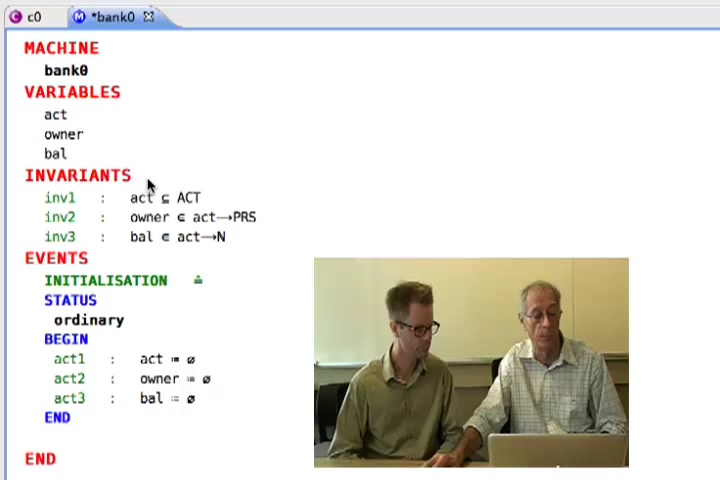 c0 *bank0
MACHINE
bank0
VARIABLES
act
owner
bal
INVARIANTS
inv1 : act ⊆ ACT
inv2 : owner ∈ act→PRS
inv3 : bal ∈ act→N
EVENTS
INITIALISATION ≙
STATUS
ordinary
BEGIN
act1 : act ≔ ∅
act2 : owner ≔ ∅
act3 : bal ≔ ∅
END
END